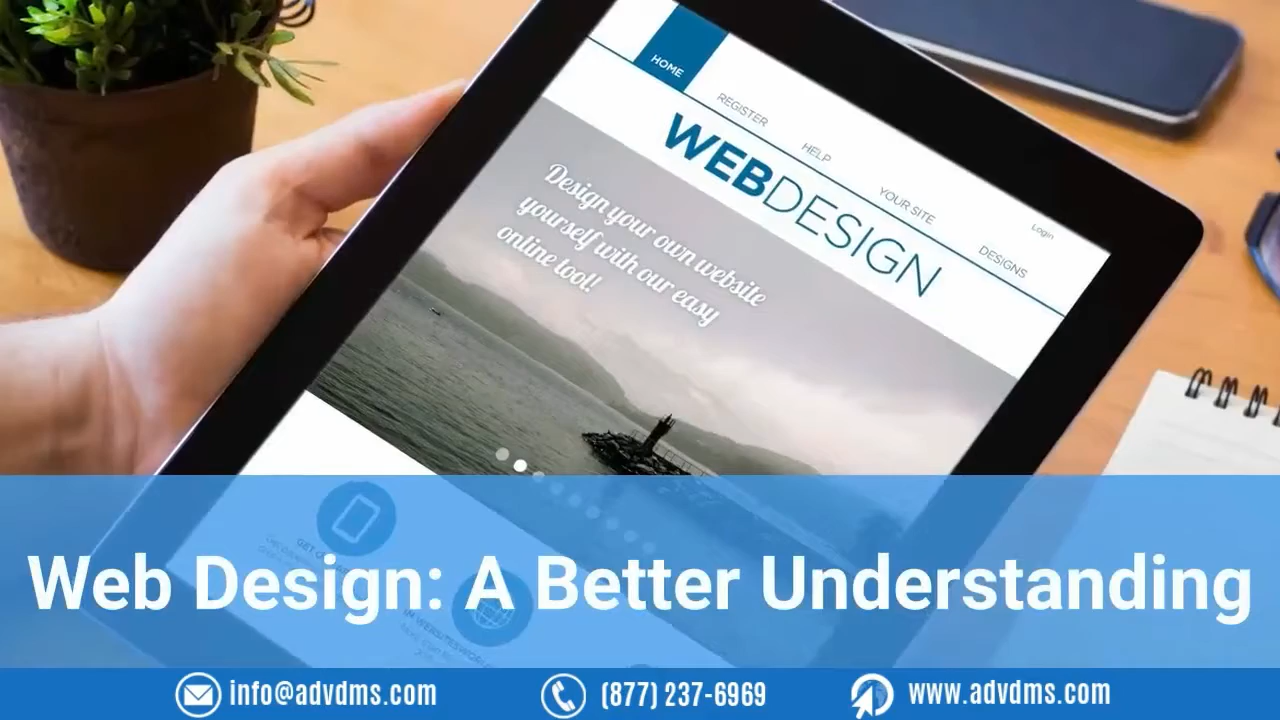 HOME
REGISTER
HELP
YOUR SITE
DESIGNS
Login
WEBDESIGN
Design your own website
yourself with our easy
online tool!
Web Design: A Better Understanding
info@advdms.com
(877) 237-6969
www.advdms.com